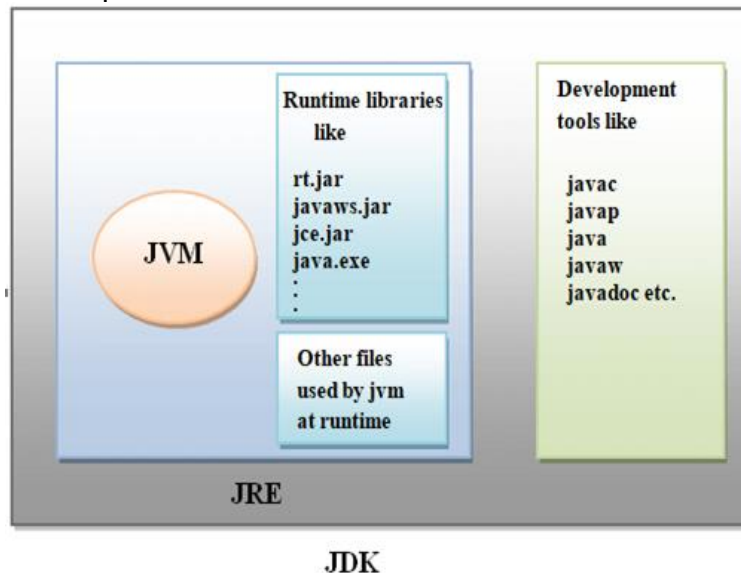 Runtime libraries
like
rt.jar
javaws.jar
jce.jar
java.exe
:
.
JVM
Other files
used by jvm
at runtime
Development
tools like
javac
javap
java
javaw
javadoc etc.
JRE
JDK